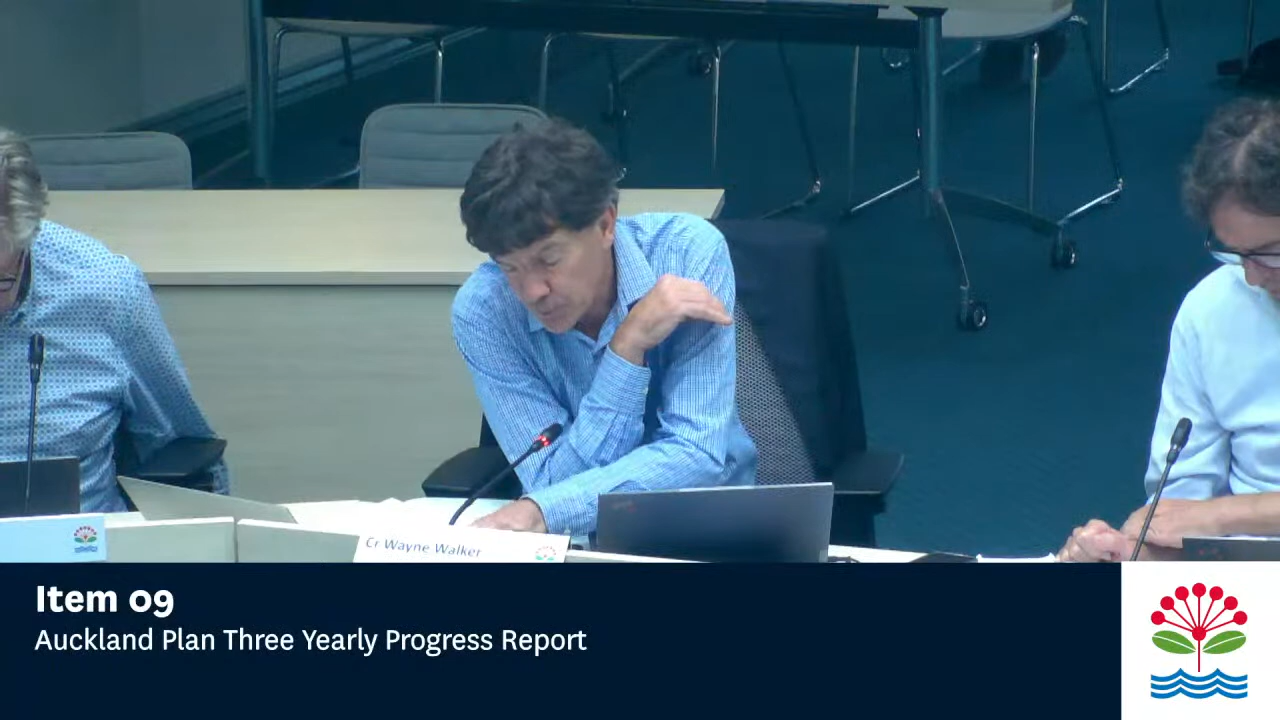 Cr Wayne Walker
Item 09
Auckland Plan Three Yearly Progress Report